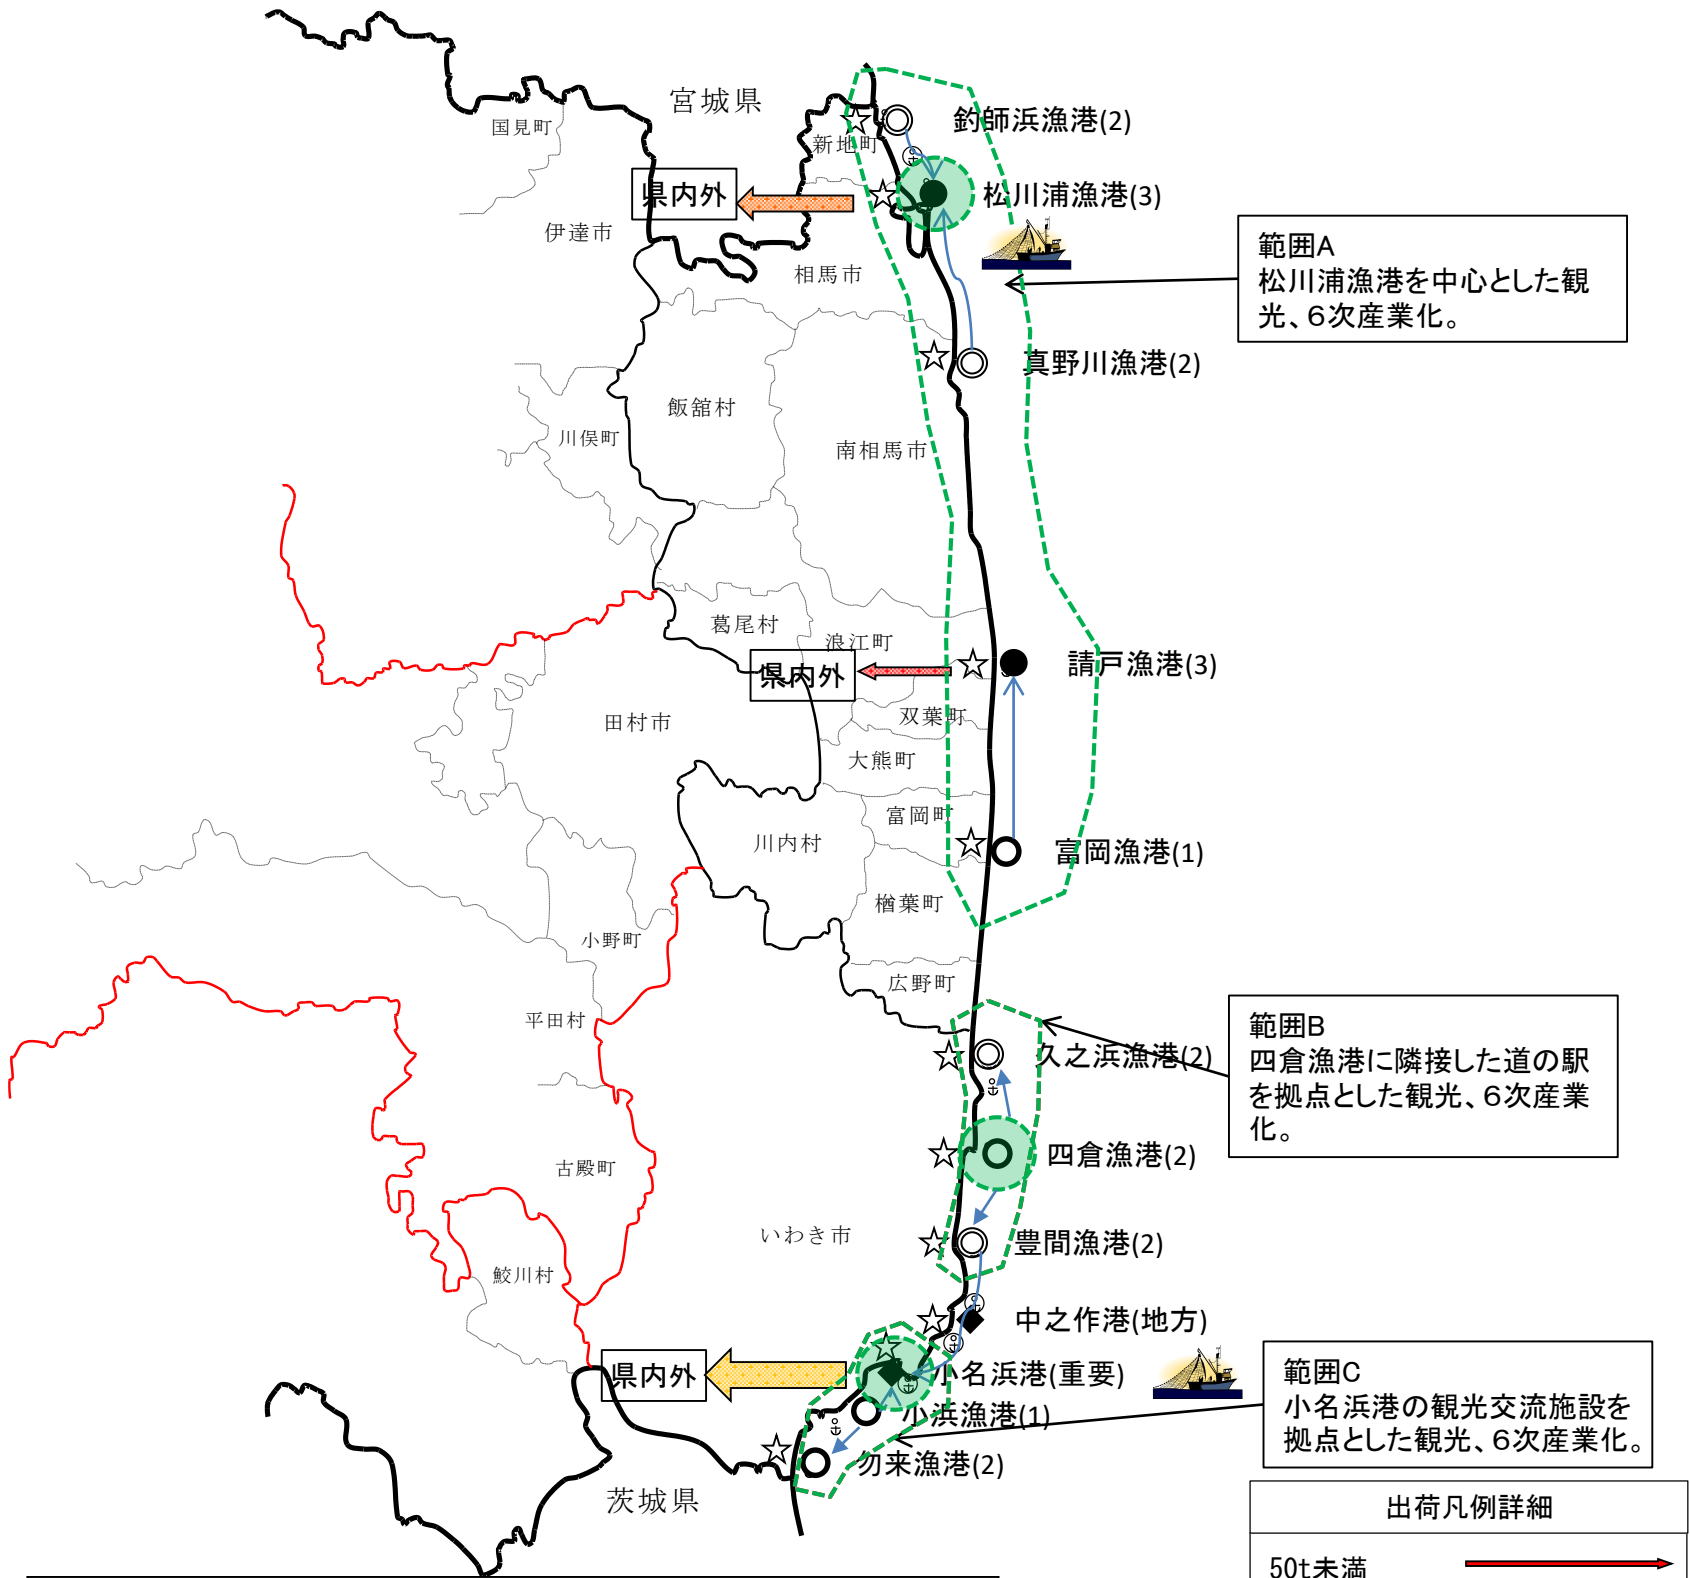 宮城県
国見町
釣師浜漁港(2)
新地町
県内外
松川浦漁港(3)
伊達市
範囲A
松川浦漁港を中心とした観
光、6次産業化。
相馬市
真野川漁港(2)
飯舘村
川俣町
南相馬市
葛尾村
浪江町
県内外
請戸漁港(3)
双葉町
田村市
大熊町
富岡町
川内村
富岡漁港(1)
楢葉町
小野町
広野町
平田村
範囲B
四倉漁港に隣接した道の駅
を拠点とした観光、6次産業
化。
久之浜漁港(2)
四倉漁港(2)
古殿町
いわき市
豊間漁港(2)
鮫川村
中之作港(地方)
県内外
小名浜港(重要)
範囲C
小名浜港の観光交流施設を
拠点とした観光、6次産業化。
小浜漁港(1)
勿来漁港(2)
茨城県
出荷凡例詳細
50t未満